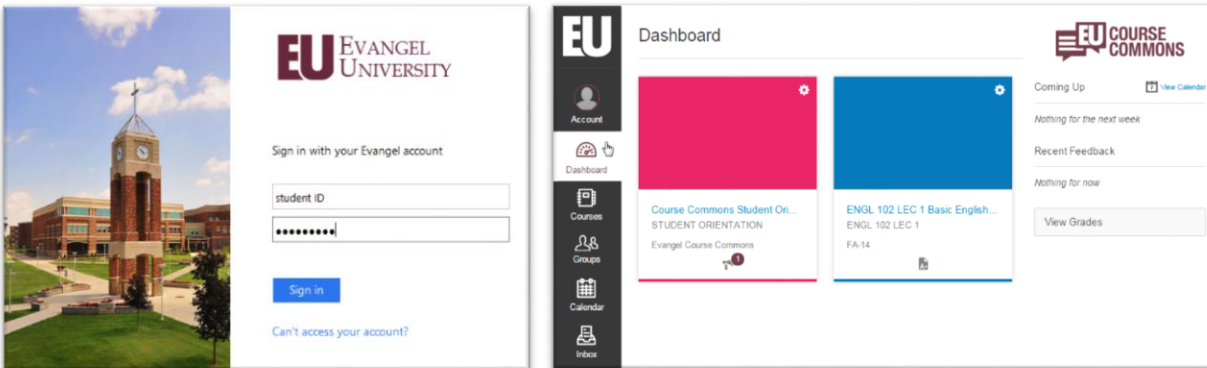 EU EVANGEL
UNIVERSITY
Sign in with your Evangel account
student ID
•••••••••
Sign in
Can't access your account?
EU
Account
Dashboard
Courses
Groups
Calendar
Inbox
Dashboard
Course Commons Student Ori...
STUDENT ORIENTATION
Evangel Course Commons
1
ENGL 102 LEC 1 Basic English...
ENGL 102 LEC 1
FA-14
EU COURSE
COMMONS
Coming Up
7 View Calendar
Nothing for the next week
Recent Feedback
Nothing for now
View Grades